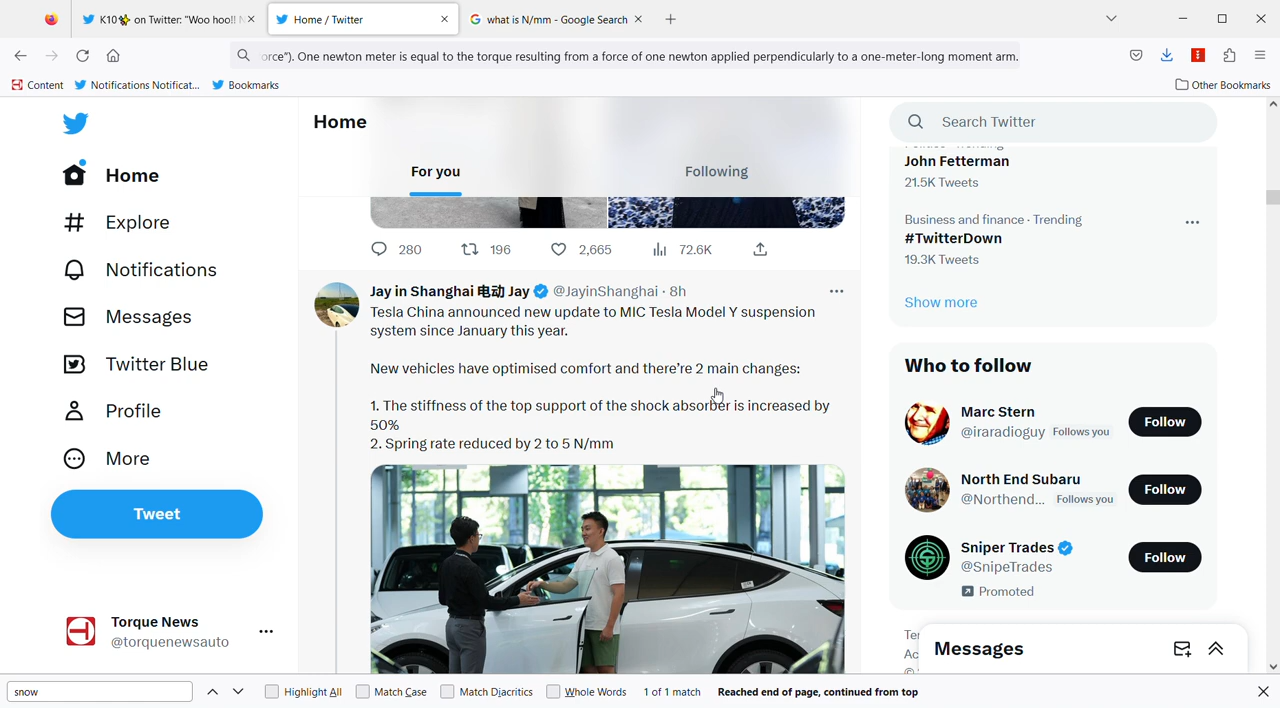 K10 on Twitter: "Woo hoo!! N
Home / Twitter
what is N/mm - Google Search
orce"). One newton meter is equal to the torque resulting from a force of one newton applied perpendicularly to a one-meter-long moment arm.
Content Notifications Notificat... Bookmarks Other Bookmarks
Home
Explore
Notifications
Messages
Twitter Blue
Profile
More
Tweet
Torque News
@torquenewsauto
Home
For you Following
280 196 2,665 72.6K
Jay in Shanghai 电动 Jay @JayinShanghai · 8h
Tesla China announced new update to MIC Tesla Model Y suspension
system since January this year.
New vehicles have optimised comfort and there're 2 main changes:
1. The stiffness of the top support of the shock absorber is increased by
50%
2. Spring rate reduced by 2 to 5 N/mm
Search Twitter
John Fetterman
21.5K Tweets
Business and finance · Trending
#TwitterDown
19.3K Tweets
Show more
Who to follow
Marc Stern
@iraradioguy Follows you
Follow
North End Subaru
@Northend... Follows you
Follow
Sniper Trades
@SnipeTrades
Follow
Promoted
Messages
snow Highlight All Match Case Match Diacritics Whole Words 1 of 1 match Reached end of page, continued from top